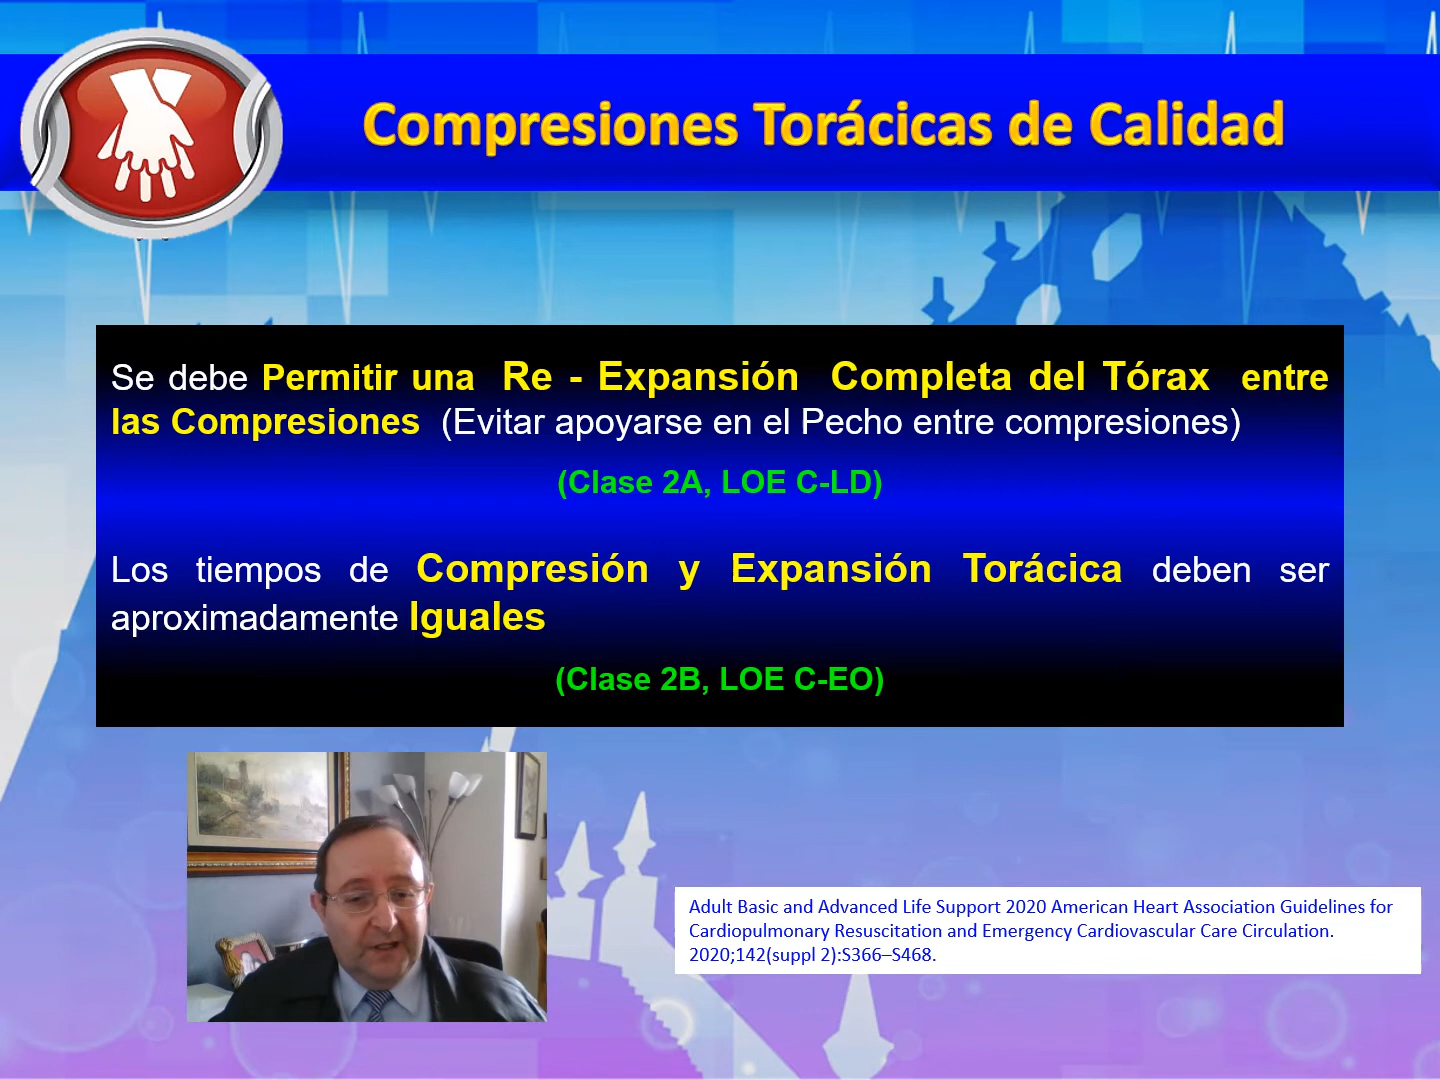 Compresiones Torácicas de Calidad
Se debe Permitir una Re - Expansión Completa del Tórax entre
las Compresiones (Evitar apoyarse en el Pecho entre compresiones)
(Clase 2A, LOE C-LD)
Los tiempos de Compresión y Expansión Torácica deben ser
aproximadamente Iguales
(Clase 2B, LOE C-EO)
Adult Basic and Advanced Life Support 2020 American Heart Association Guidelines for
Cardiopulmonary Resuscitation and Emergency Cardiovascular Care Circulation.
2020;142(suppl 2):S366–S468.